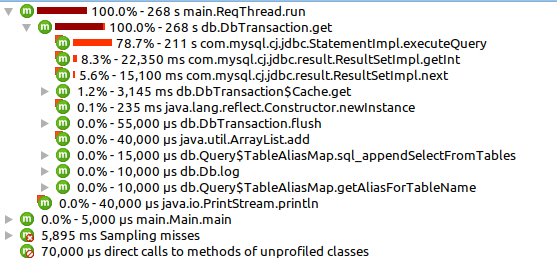 100.0% - 268 s main.ReqThread.run
100.0% - 268 s db.DbTransaction.get
78.7% - 211 s com.mysql.cj.jdbc.StatementImpl.executeQuery
8.3% - 22,350 ms com.mysql.cj.jdbc.result.ResultSetImpl.getInt
5.6% - 15,100 ms com.mysql.cj.jdbc.result.ResultSetImpl.next
1.2% - 3,145 ms db.DbTransaction$Cache.get
0.1% - 235 ms java.lang.reflect.Constructor.newInstance
0.0% - 55,000 µs db.DbTransaction.flush
0.0% - 40,000 µs java.util.ArrayList.add
0.0% - 15,000 µs db.Query$TableAliasMap.sql_appendSelectFromTables
0.0% - 10,000 µs db.Db.log
0.0% - 10,000 µs db.Query$TableAliasMap.getAliasForTableName
0.0% - 40,000 µs java.io.PrintStream.println
0.0% - 5,000 µs main.Main.main
5,895 ms Sampling misses
70,000 µs direct calls to methods of unprofiled classes